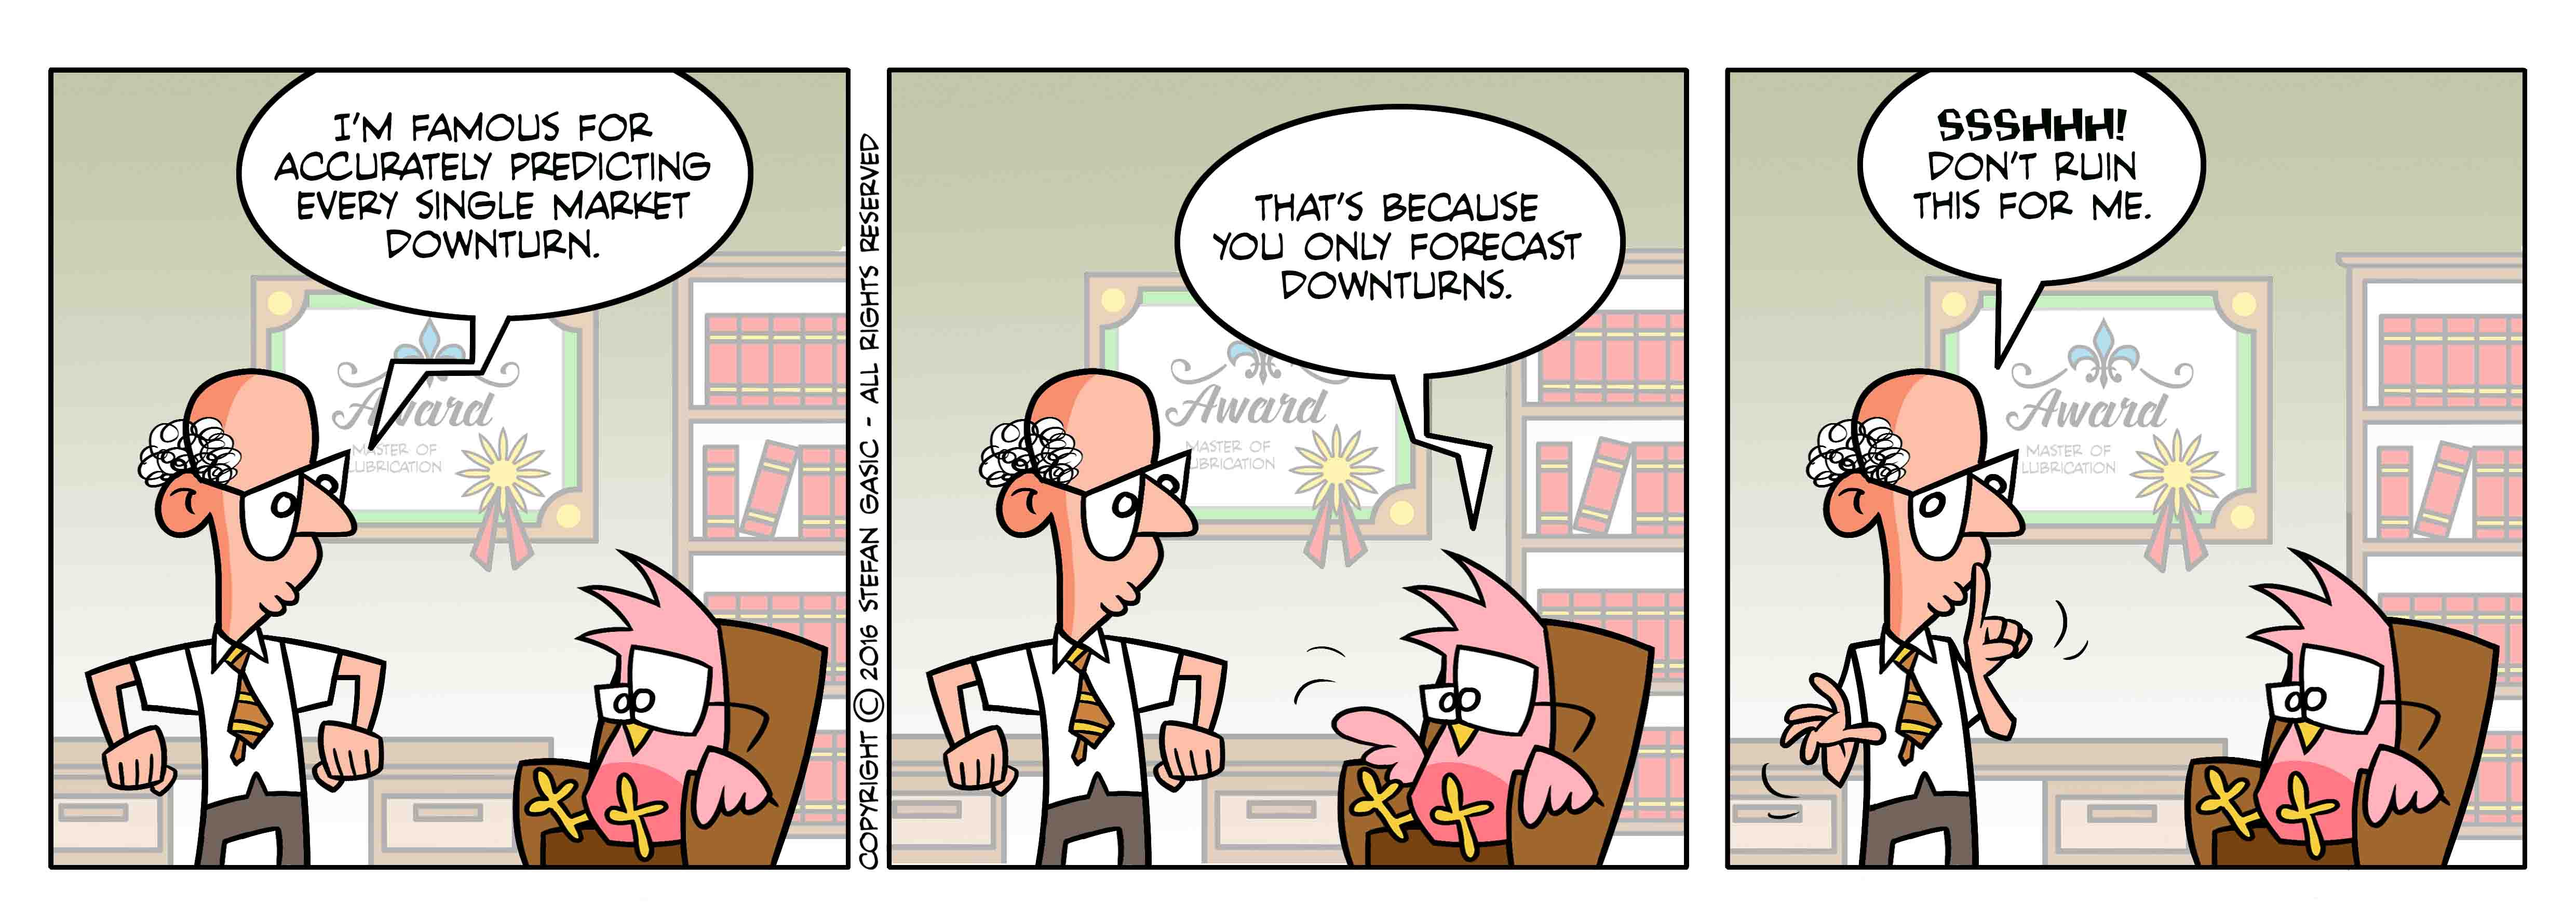 I'M FAMOUS FOR
ACCURATELY PREDICTING
EVERY SINGLE MARKET
DOWNTURN.
Award
MASTER OF
LUBRICATION
COPYRIGHT © 2016 STEFAN GASIC - ALL RIGHTS RESERVED
THAT'S BECAUSE
YOU ONLY FORECAST
DOWNTURNS.
Award
MASTER OF
UBRICATION
SSSHHH!
DON'T RUIN
THIS FOR ME.
Award
MASTER OF
LUBRICATION